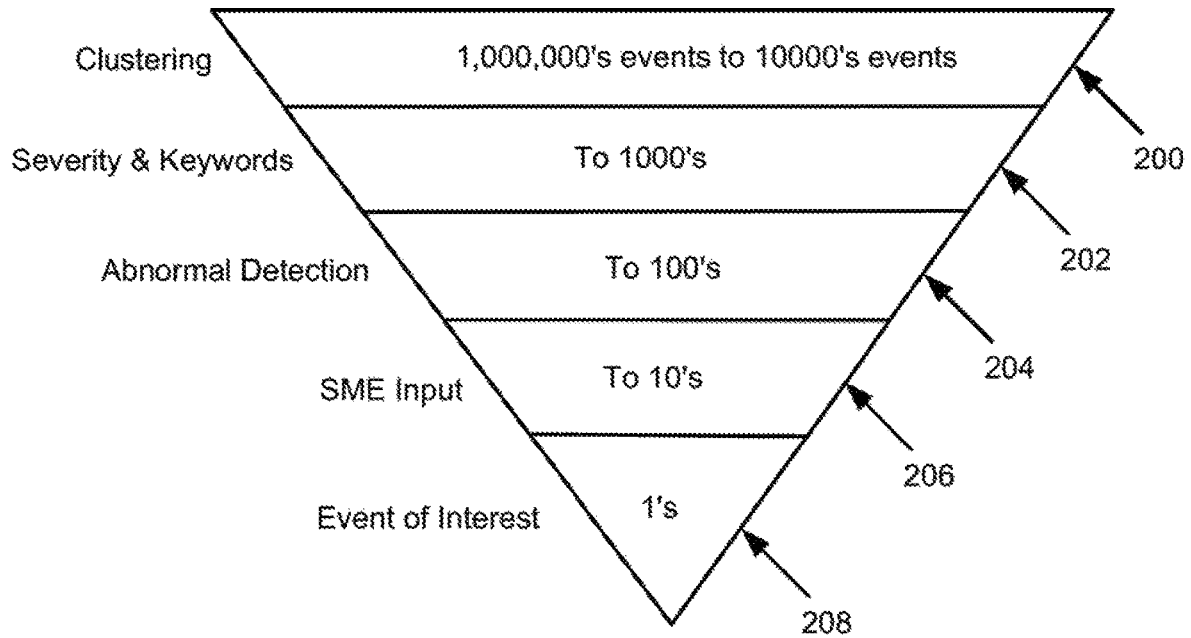 Clustering
1,000,000's events to 10000's events
200
Severity & Keywords
To 1000's
202
Abnormal Detection
To 100's
204
SME Input
To 10's
206
Event of Interest
1's
208